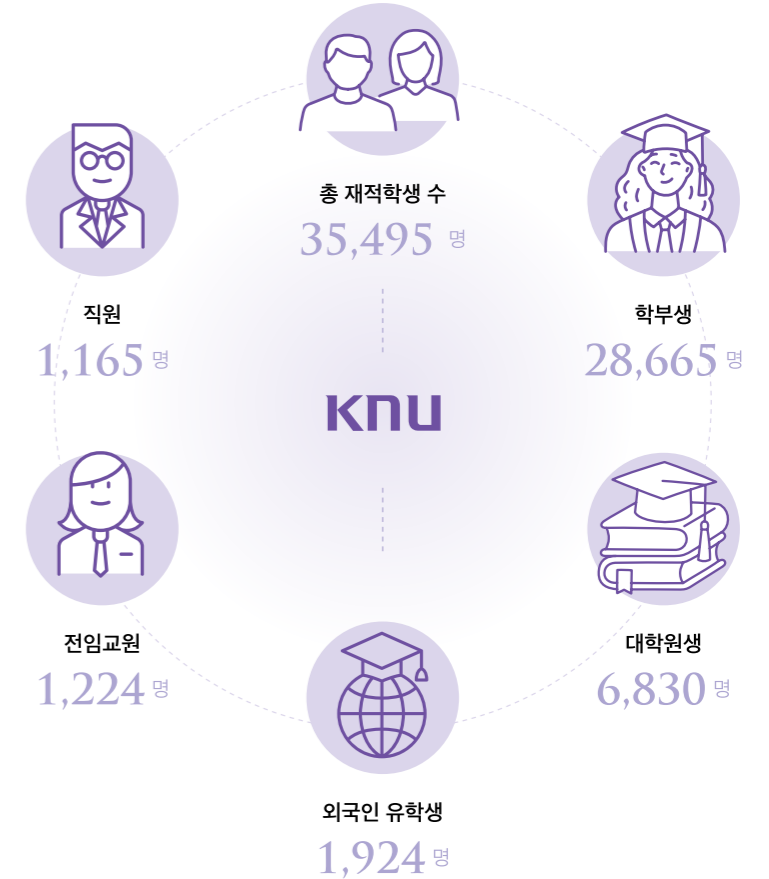 총 재적학생 수
35,495 명
직원
1,165 명
학부생
28,665 명
KNU
전임교원
1,224 명
대학원생
6,830 명
외국인 유학생
1,924 명